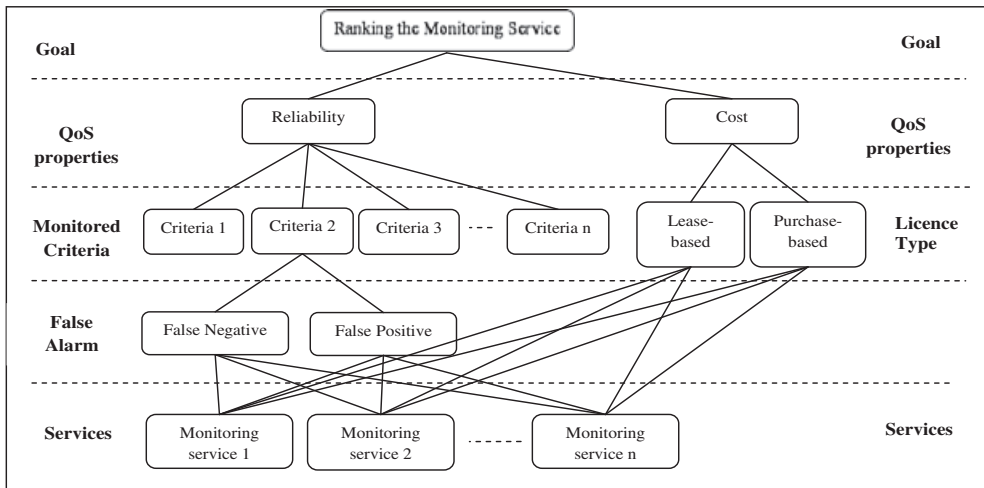 Ranking the Monitoring Service
Goal
Goal
Reliability
Cost
QoS
properties
QoS
properties
Monitored
Criteria
Criteria 1
Criteria 2
Criteria 3
Criteria n
Lease-
based
Purchase-
based
Licence
Type
False
Alarm
False Negative
False Positive
Services
Monitoring
service 1
Monitoring
service 2
Monitoring
service n
Services